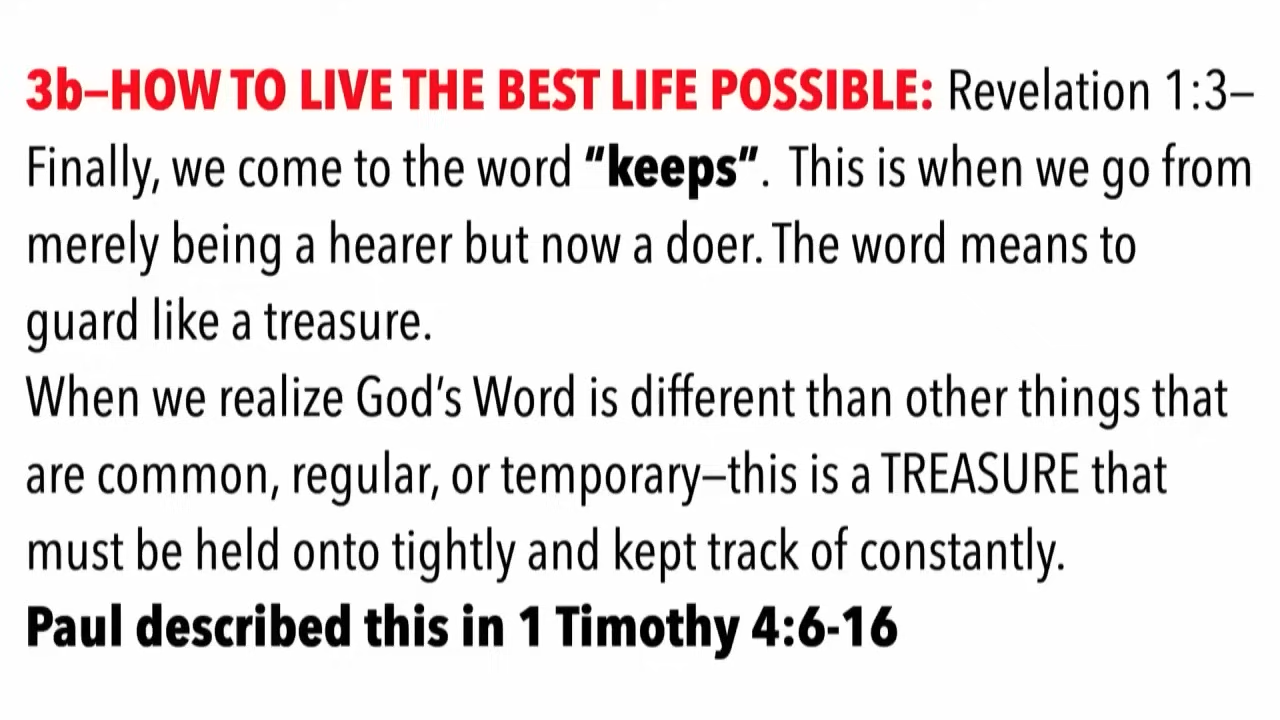 3b–HOW TO LIVE THE BEST LIFE POSSIBLE: Revelation 1:3–
Finally, we come to the word “keeps”. This is when we go from
merely being a hearer but now a doer. The word means to
guard like a treasure.
When we realize God’s Word is different than other things that
are common, regular, or temporary–this is a TREASURE that
must be held onto tightly and kept track of constantly.
Paul described this in 1 Timothy 4:6-16